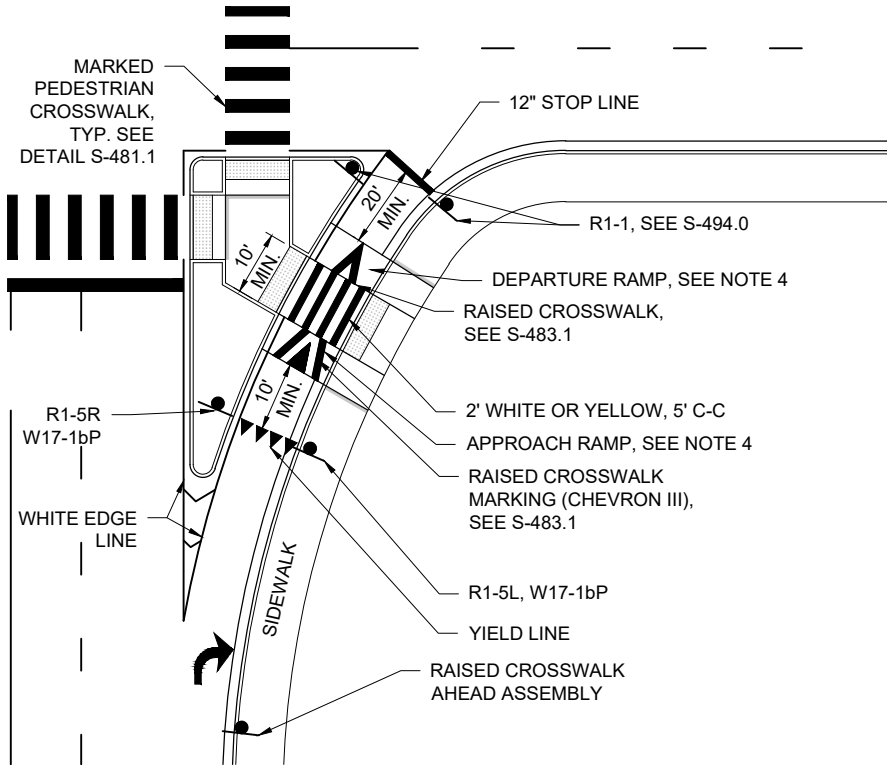 MARKED
PEDESTRIAN
CROSSWALK,
TYP. SEE
DETAIL S-481.1
12" STOP LINE
20'
MIN.
R1-1, SEE S-494.0
10'
MIN.
DEPARTURE RAMP, SEE NOTE 4
RAISED CROSSWALK,
SEE S-483.1
10'
MIN.
2' WHITE OR YELLOW, 5' C-C
R1-5R
W17-1bP
APPROACH RAMP, SEE NOTE 4
RAISED CROSSWALK
MARKING (CHEVRON III),
SEE S-483.1
WHITE EDGE
LINE
R1-5L, W17-1bP
SIDEWALK
YIELD LINE
RAISED CROSSWALK
AHEAD ASSEMBLY